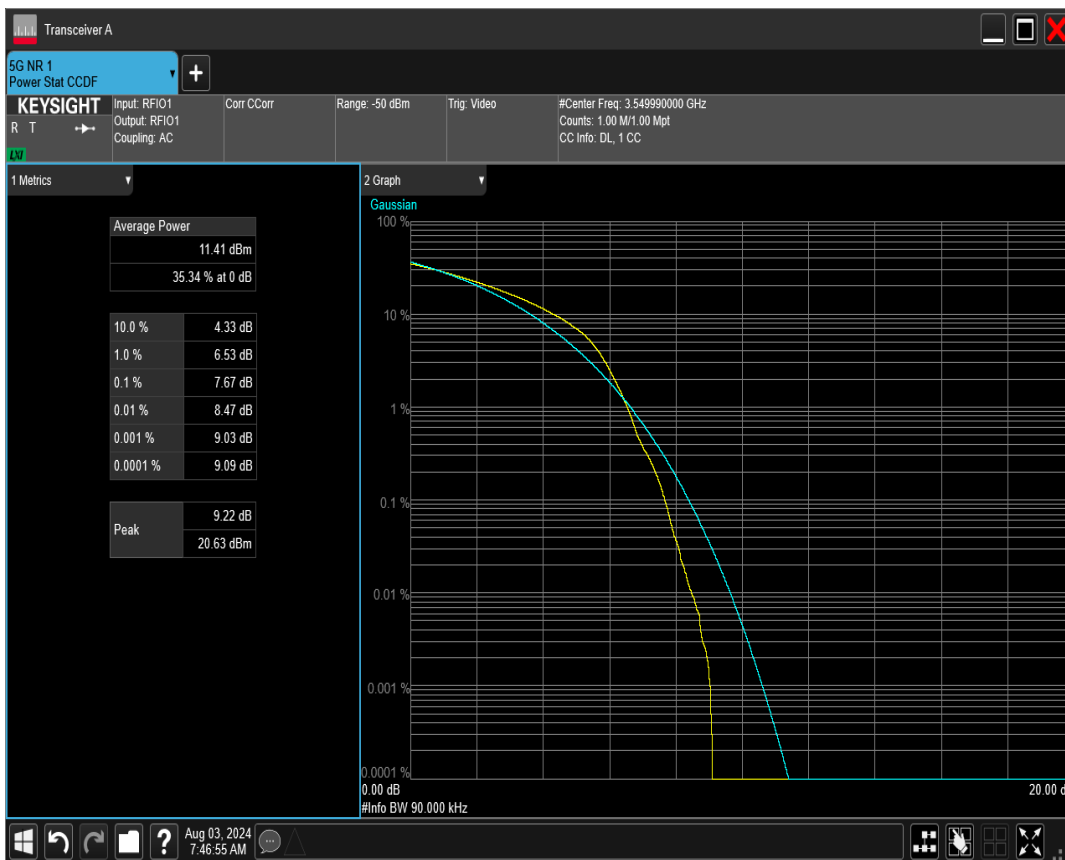 Transceiver A
5G NR 1
Power Stat CCDF
+
KEYSIGHT
R T
LXI
Input: RFIO1
Output: RFIO1
Coupling: AC
Corr CCorr
Range: -50 dBm
Trig: Video
#Center Freq: 3.549990000 GHz
Counts: 1.00 M/1.00 Mpt
CC Info: DL, 1 CC
1 Metrics
Average Power
11.41 dBm
35.34 % at 0 dB
10.0 % 4.33 dB
1.0 % 6.53 dB
0.1 % 7.67 dB
0.01 % 8.47 dB
0.001 % 9.03 dB
0.0001 % 9.09 dB
Peak 9.22 dB
20.63 dBm
2 Graph
Gaussian
100 %
10 %
1 %
0.1 %
0.01 %
0.001 %
0.0001 %
0.00 dB 20.00 d
#Info BW 90.000 kHz
?
Aug 03, 2024
7:46:55 AM